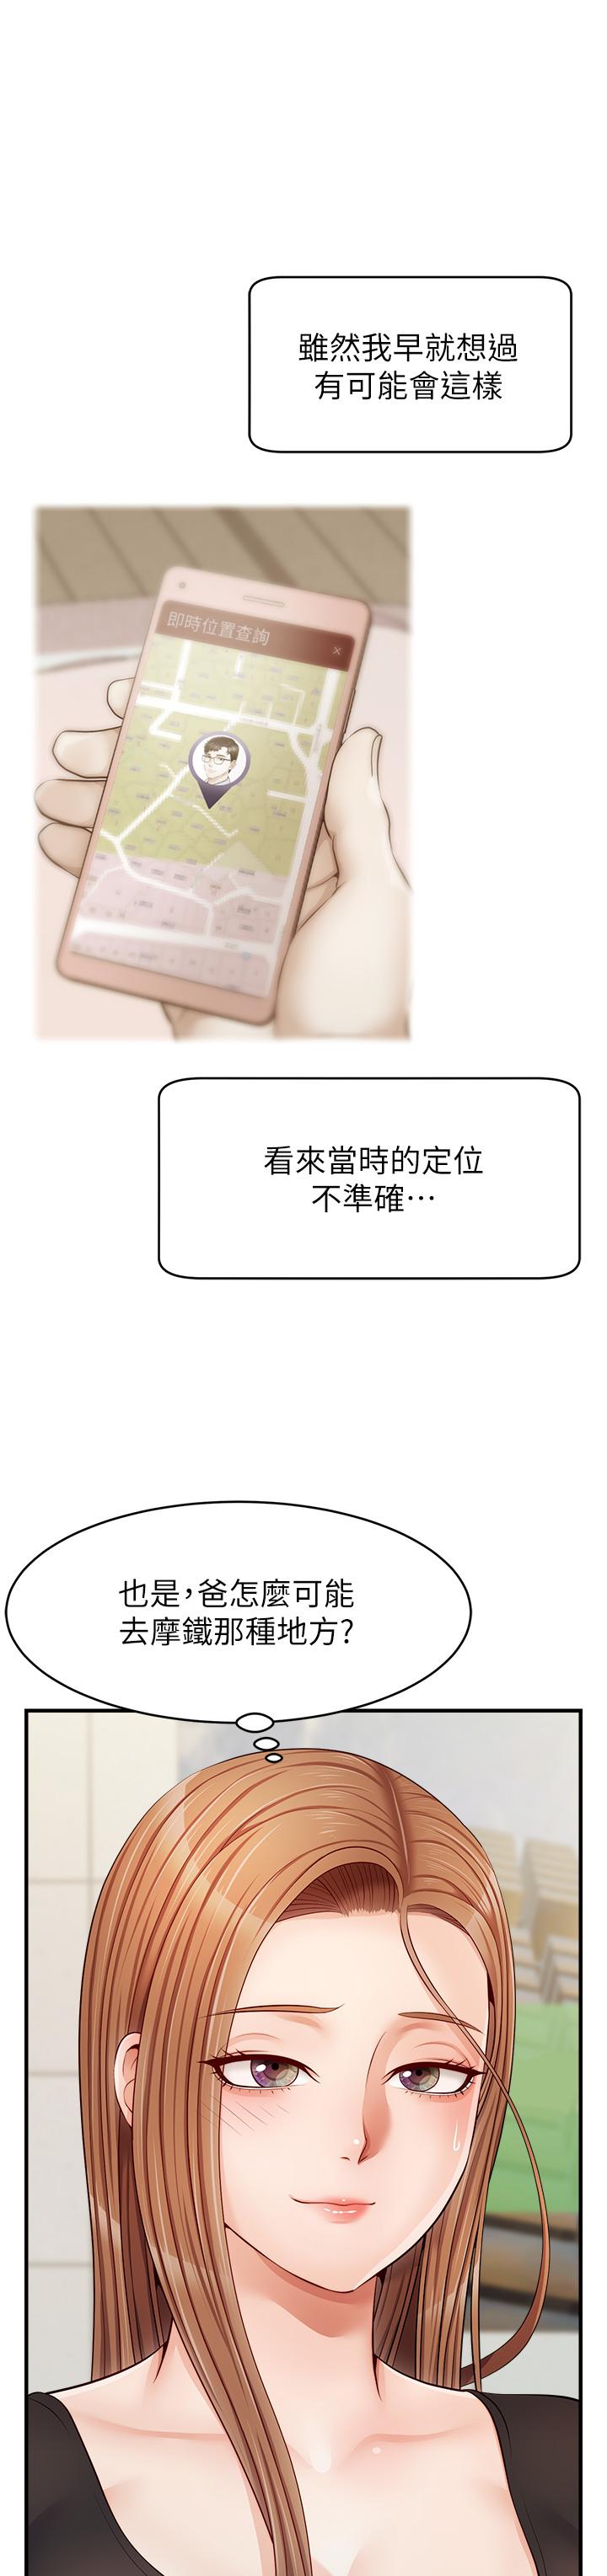 雖然我早就想過
有可能會這樣
即時位置查詢
看來當時的定位
不準確⋯
也是，爸怎麼可能
去摩鐵那種地方?